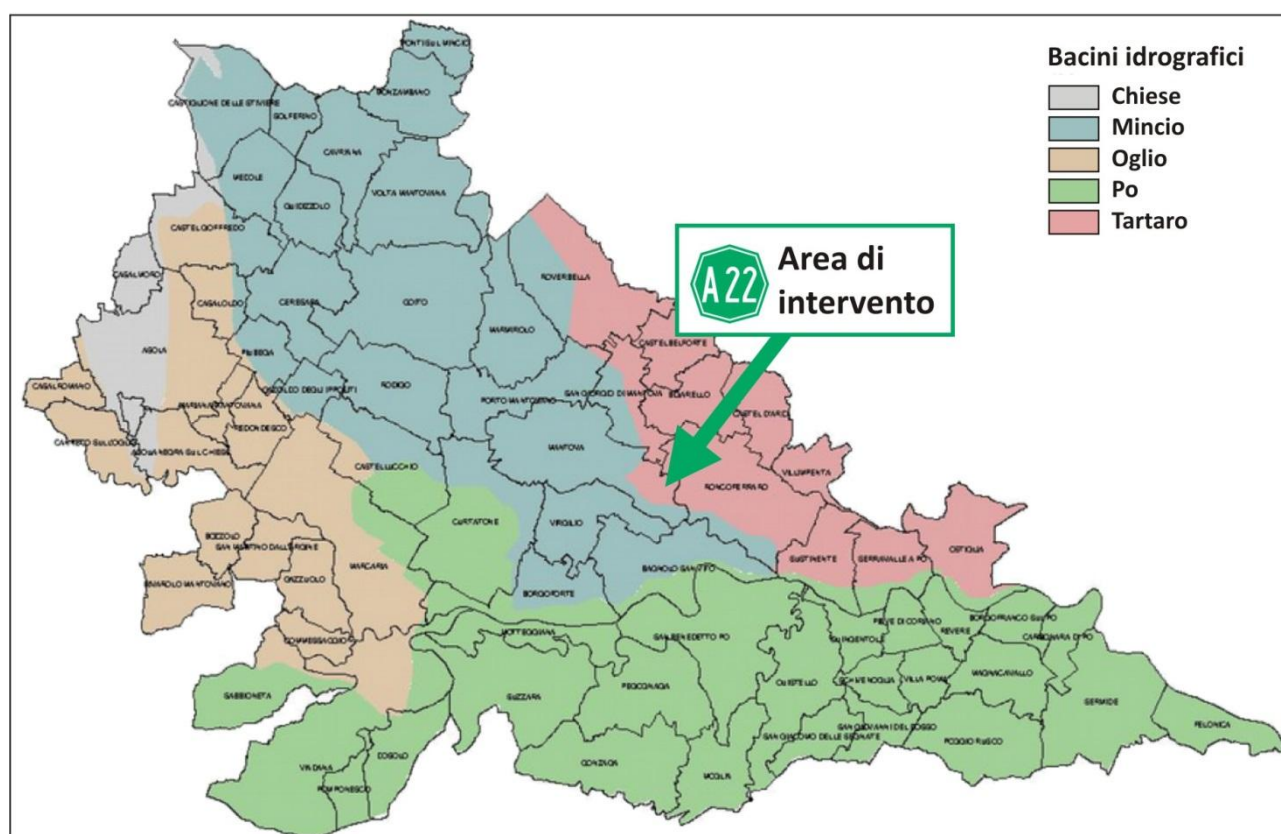 Bacini idrografici
Chiese
Mincio
Oglio
Po
Tartaro
A22
Area di
intervento
PONTI SUL MINCIO
MONZAMBANO
CASTIGLIONE DELLE STIVIERE
SOLFERINO
CAVRIANA
MEDOLE
VOLTA MANTOVANA
GUIDIZZOLO
CASTEL GOFFREDO
CASALMORO
ROVERBELLA
CASALOLDO
CERESARA
GOITO
MARMIROLO
CASTELBELFORTE
ASOLA
PIUBEGA
CASALROMANO
GAZOLDO DEGLI IPPOLITI
RODIGO
PORTO MANTOVANO
SAN GIORGIO DI MANTOVA
BIGARELLO
CASTEL D'ARIO
MARIANA MANTOVANA
REDONDESCO
CANNETO SULL'OGLIO
ACQUANEGRA SUL CHIESE
MANTOVA
CASTELLUCCHIO
VILLIMPENTA
RONCOFERRARO
BOZZOLO
CURTATONE
VIRGILIO
SAN MARTINO DALL'ARGINE
MARCARIA
OSTIGLIA
SUSTINENTE
SERRAVALLE A PO
RIVAROLO MANTOVANO
GAZZUOLO
BAGNOLO SAN VITO
BORGOFORTE
COMMESSAGGIO
MOTTEGGIANA
SAN BENEDETTO PO
QUINGENTOLE
PIEVE DI CORIANO
REVERE
BORGOFRANCO SUL PO
CARBONARA DI PO
GABBIONETA
SUZZARA
PEGOGNAGA
QUISTELLO
SCHIVENOGLIA
VILLA POMA
MAGNACAVALLO
SERMIDE
FELONICA
VIADANA
POMPONESCO
DOSOLO
GONZAGA
MOGLIA
SAN GIACOMO DELLE SEGNATE
SAN GIOVANNI DEL DOSSO
POGGIO RUSCO